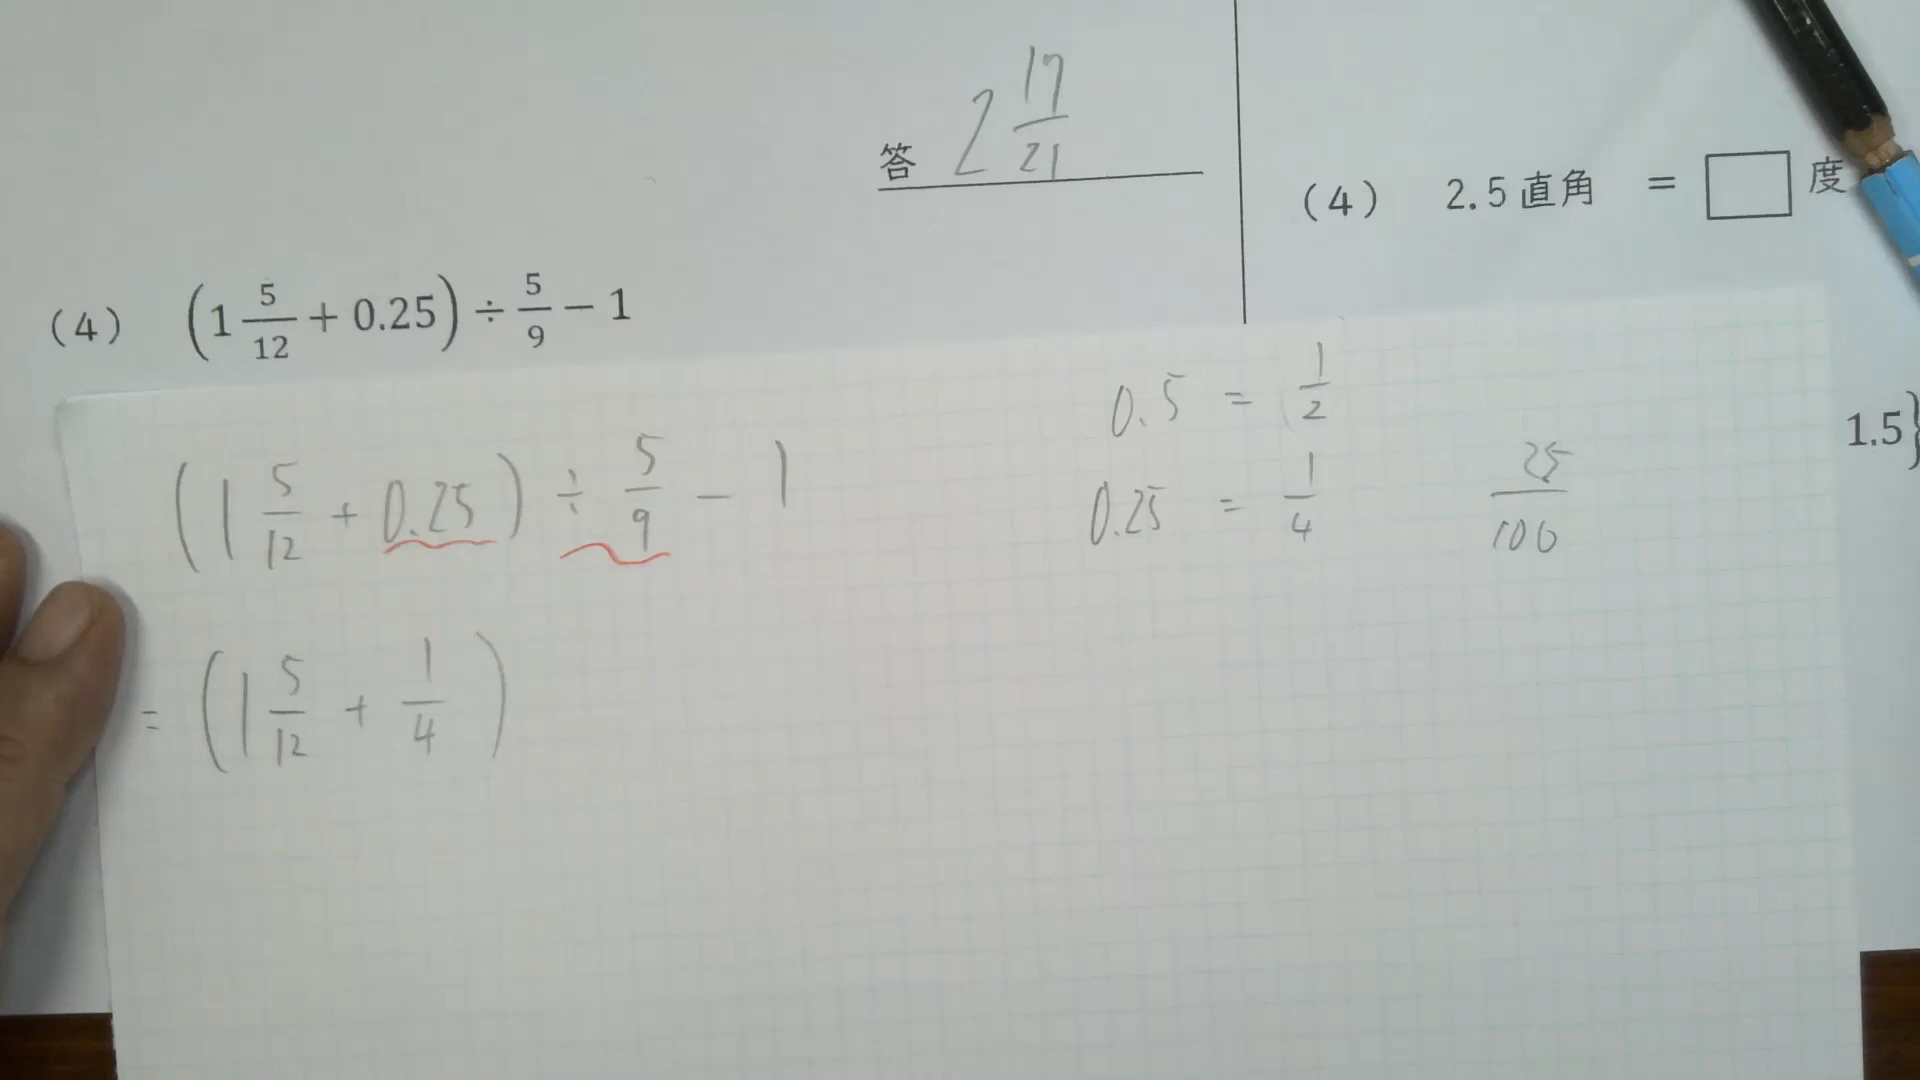 答 2 17/21
(4) 2.5直角 = □ 度
(4) (1 5/12 + 0.25) ÷ 5/9 − 1
1.5}
(1 5/12 + 0.25) ÷ 5/9 − 1
= (1 5/12 + 1/4)
0.5 = 1/2
0.25 = 1/4 25/100